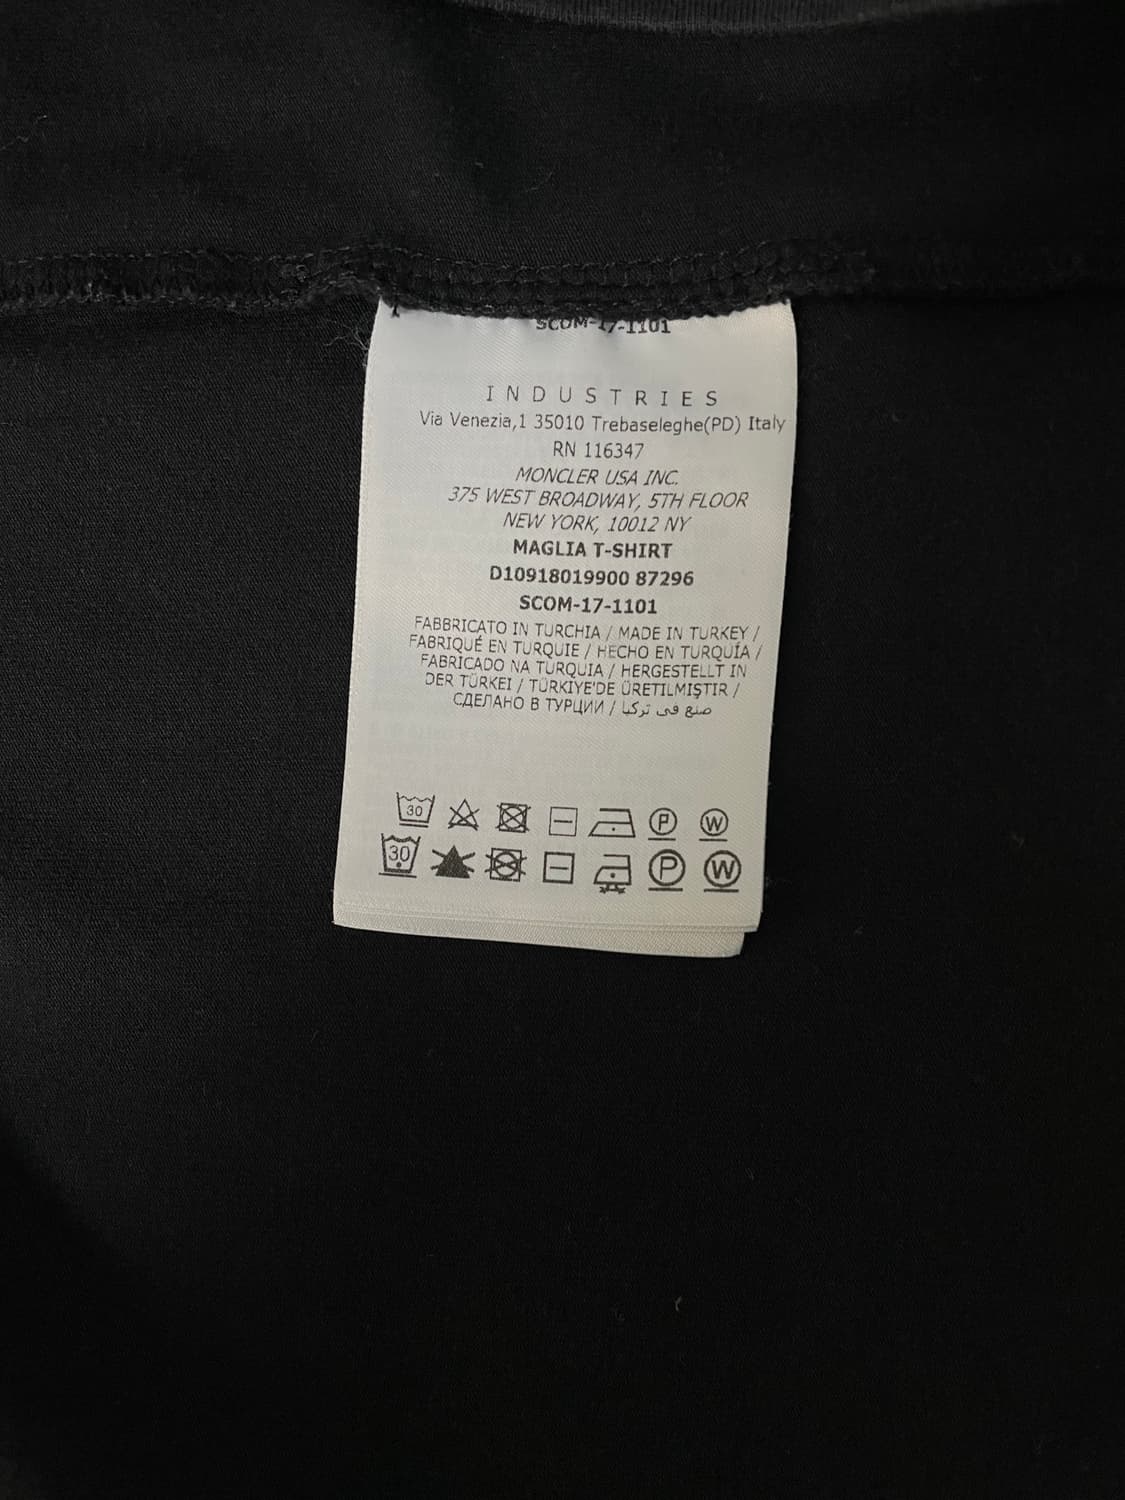 SCOM-17-1101
INDUSTRIES
Via Venezia,1 35010 Trebaseleghe(PD) Italy
RN 116347
MONCLER USA INC.
375 WEST BROADWAY, 5TH FLOOR
NEW YORK, 10012 NY
MAGLIA T-SHIRT
D10918019900 87296
SCOM-17-1101
FABBRICATO IN TURCHIA / MADE IN TURKEY /
FABRIQUÉ EN TURQUIE / HECHO EN TURQUÍA /
FABRICADO NA TURQUIA / HERGESTELLT IN
DER TÜRKEI / TÜRKIYE'DE ÜRETILMIŞTIR /
СДЕЛАНО В ТУРЦИИ / صنع في تركيا
30 P W
30 P W